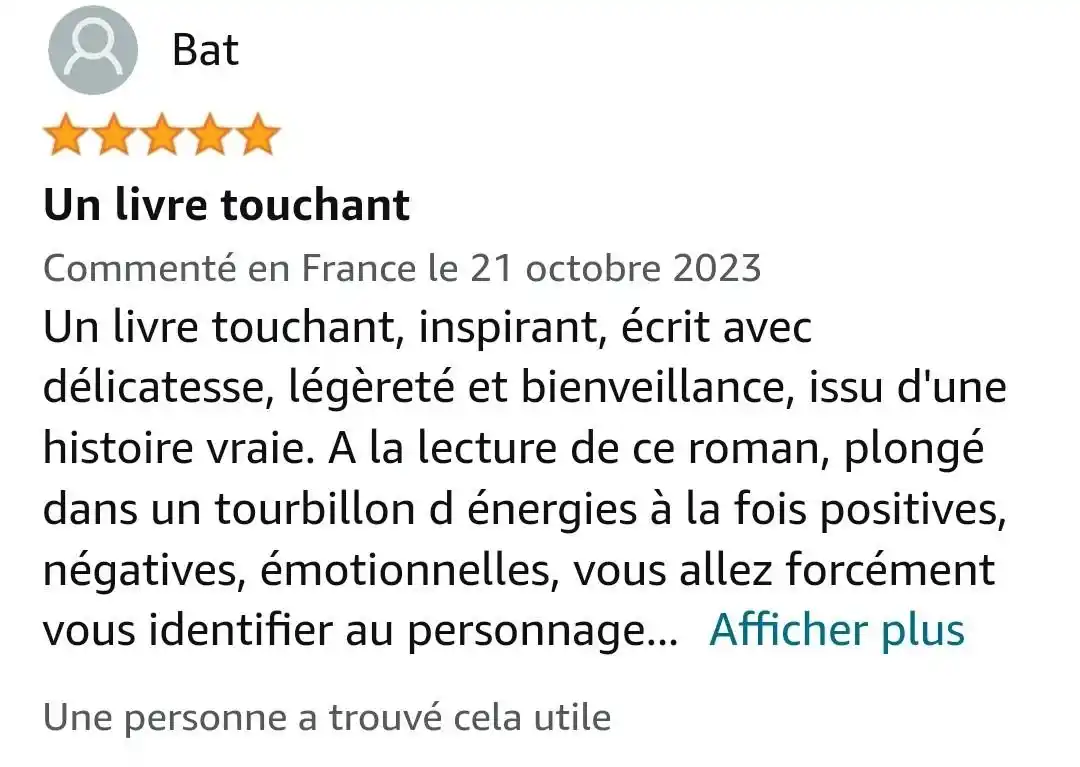 Bat
Un livre touchant
Commenté en France le 21 octobre 2023
Un livre touchant, inspirant, écrit avec
délicatesse, légèreté et bienveillance, issu d'une
histoire vraie. A la lecture de ce roman, plongé
dans un tourbillon d énergies à la fois positives,
négatives, émotionnelles, vous allez forcément
vous identifier au personnage... Afficher plus
Une personne a trouvé cela utile